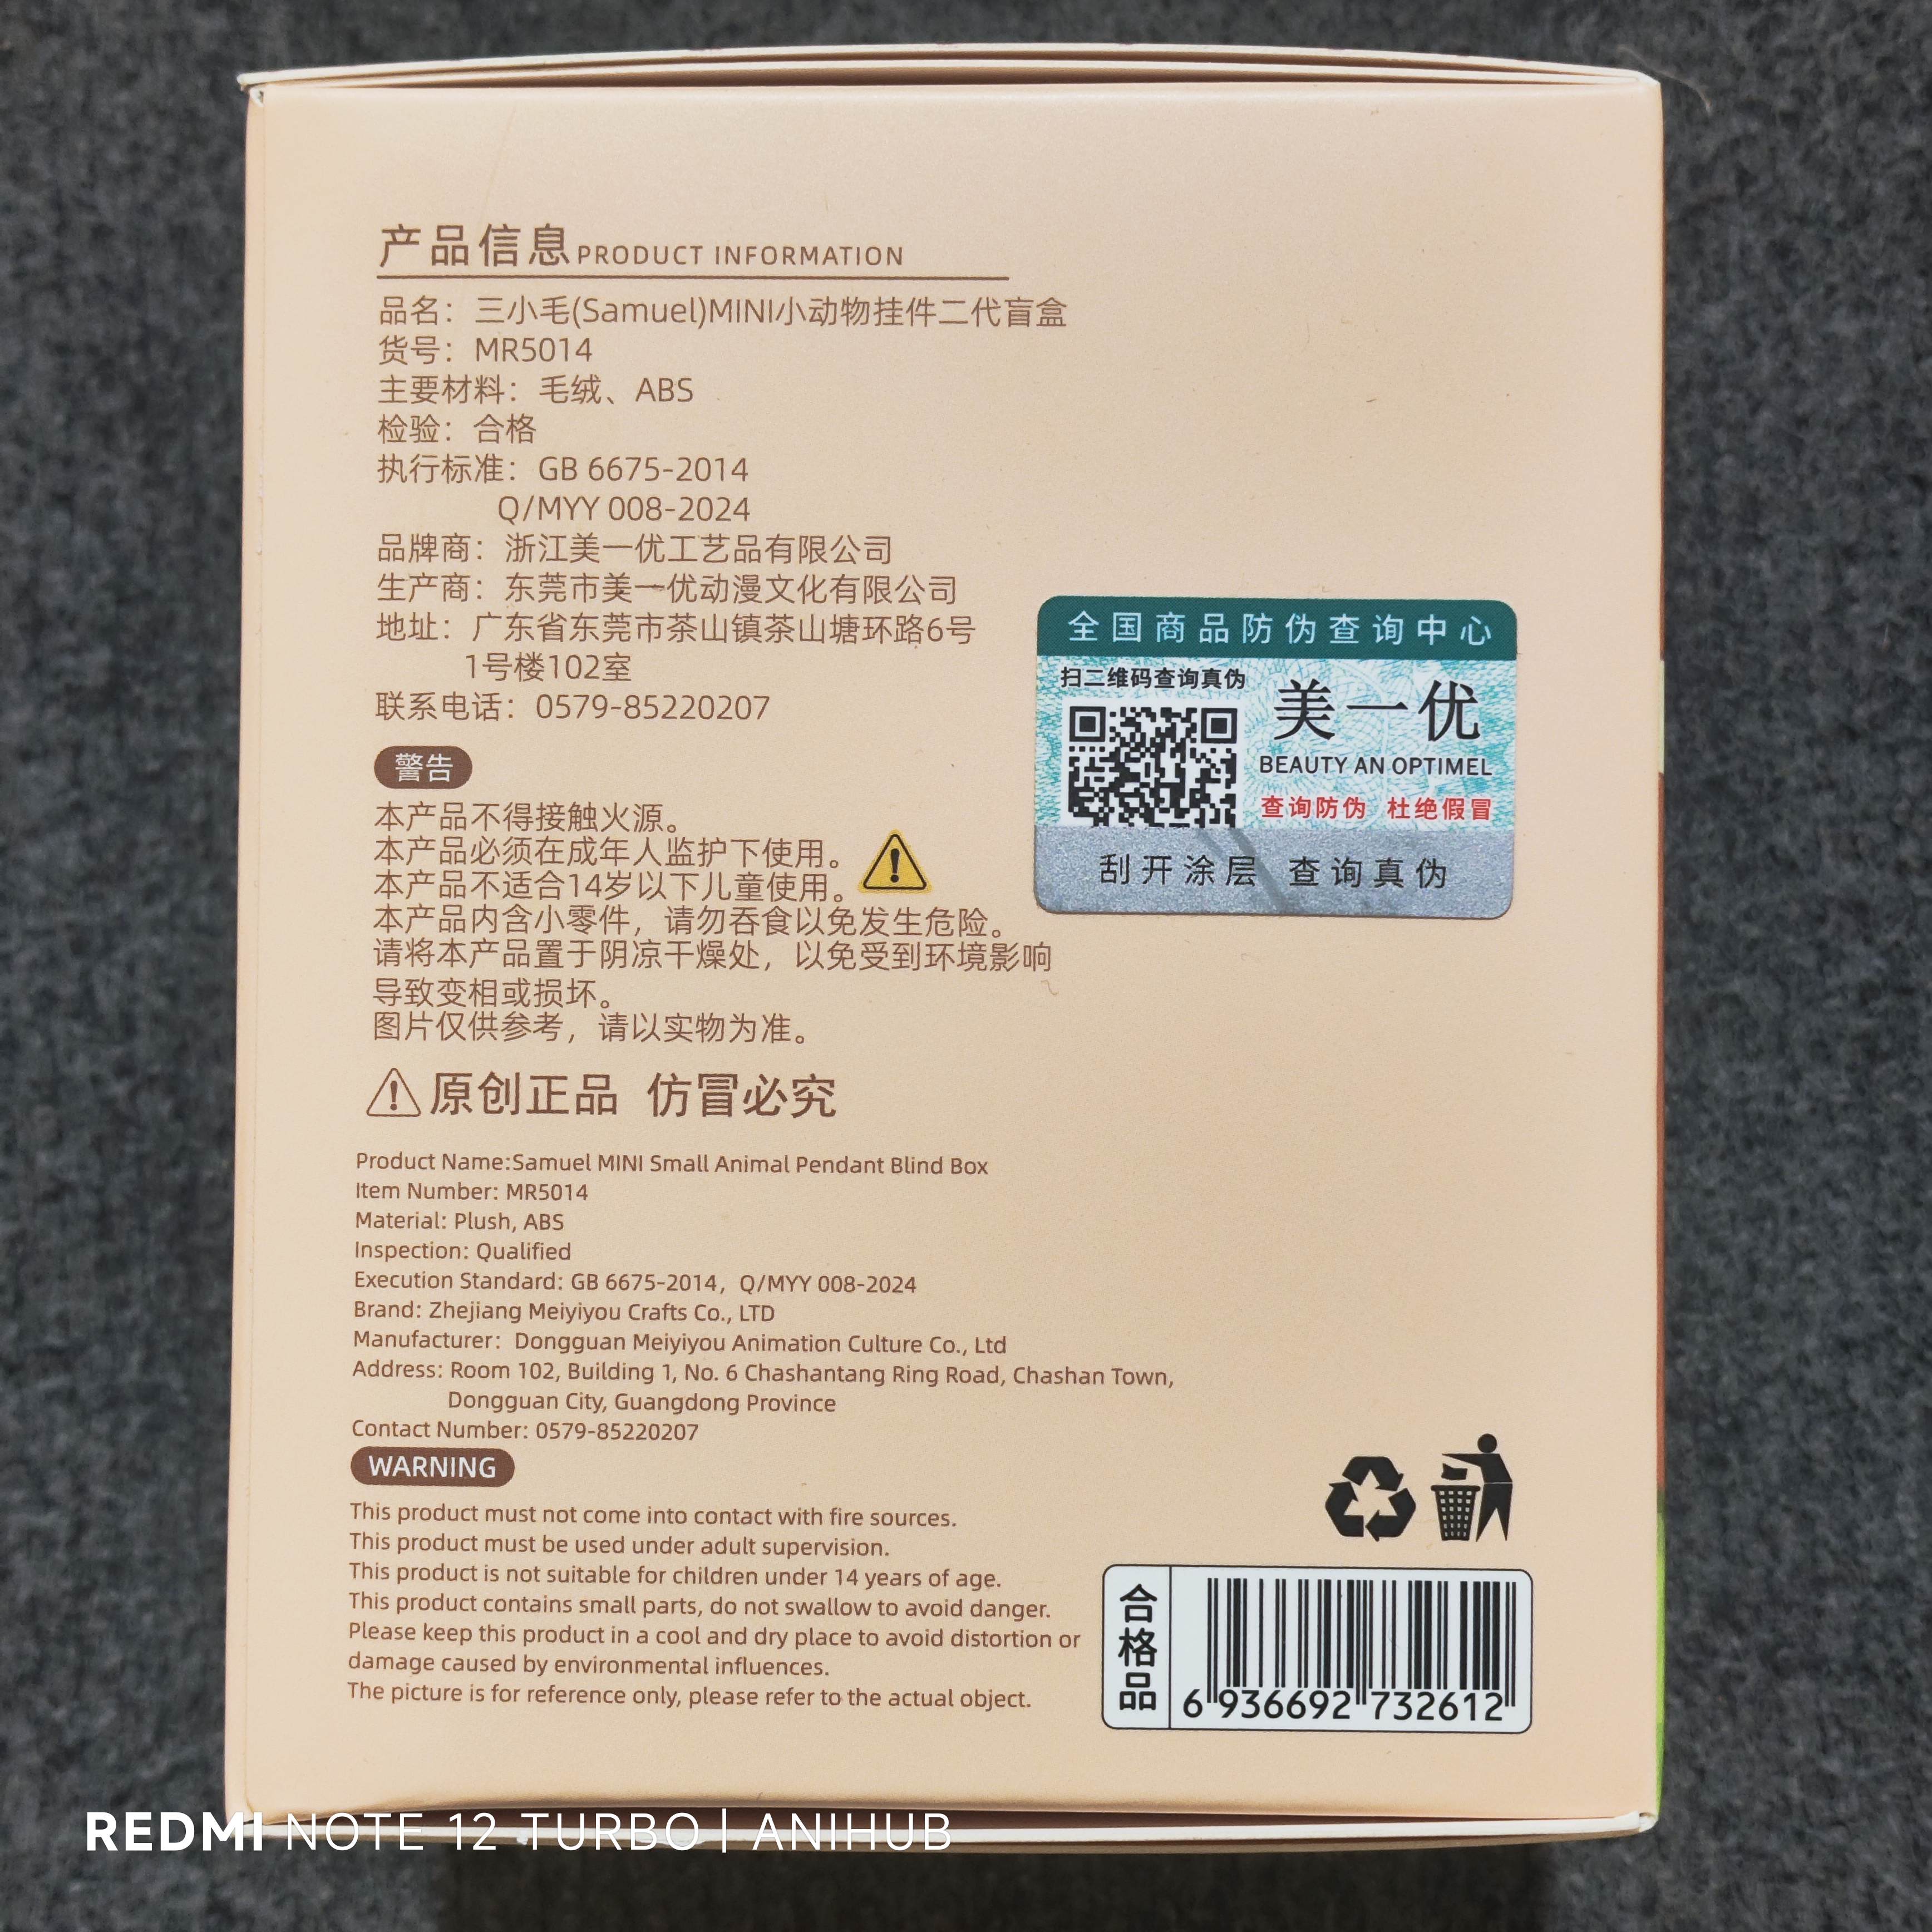 产品信息PRODUCT INFORMATION
品名：三小毛(Samuel)MINI小动物挂件二代盲盒
货号：MR5014
主要材料：毛绒、ABS
检验：合格
执行标准：GB 6675-2014
Q/MYY 008-2024
品牌商：浙江美一优工艺品有限公司
生产商：东莞市美一优动漫文化有限公司
地址：广东省东莞市茶山镇茶山塘环路6号
1号楼102室
联系电话：0579-85220207
警告
本产品不得接触火源。
本产品必须在成年人监护下使用。
本产品不适合14岁以下儿童使用。
本产品内含小零件，请勿吞食以免发生危险。
请将本产品置于阴凉干燥处，以免受到环境影响
导致变相或损坏。
图片仅供参考，请以实物为准。
原创正品 仿冒必究
全国商品防伪查询中心
扫二维码查询真伪
美一优
BEAUTY AN OPTIMEL
查询防伪 杜绝假冒
刮开涂层 查询真伪
Product Name:Samuel MINI Small Animal Pendant Blind Box
Item Number: MR5014
Material: Plush, ABS
Inspection: Qualified
Execution Standard: GB 6675-2014，Q/MYY 008-2024
Brand: Zhejiang Meiyiyou Crafts Co., LTD
Manufacturer：Dongguan Meiyiyou Animation Culture Co., Ltd
Address: Room 102, Building 1, No. 6 Chashantang Ring Road, Chashan Town,
Dongguan City, Guangdong Province
Contact Number: 0579-85220207
WARNING
This product must not come into contact with fire sources.
This product must be used under adult supervision.
This product is not suitable for children under 14 years of age.
This product contains small parts, do not swallow to avoid danger.
Please keep this product in a cool and dry place to avoid distortion or
damage caused by environmental influences.
The picture is for reference only, please refer to the actual object.
合格品
6 936692 732612
REDMI NOTE 12 TURBO | ANIHUB